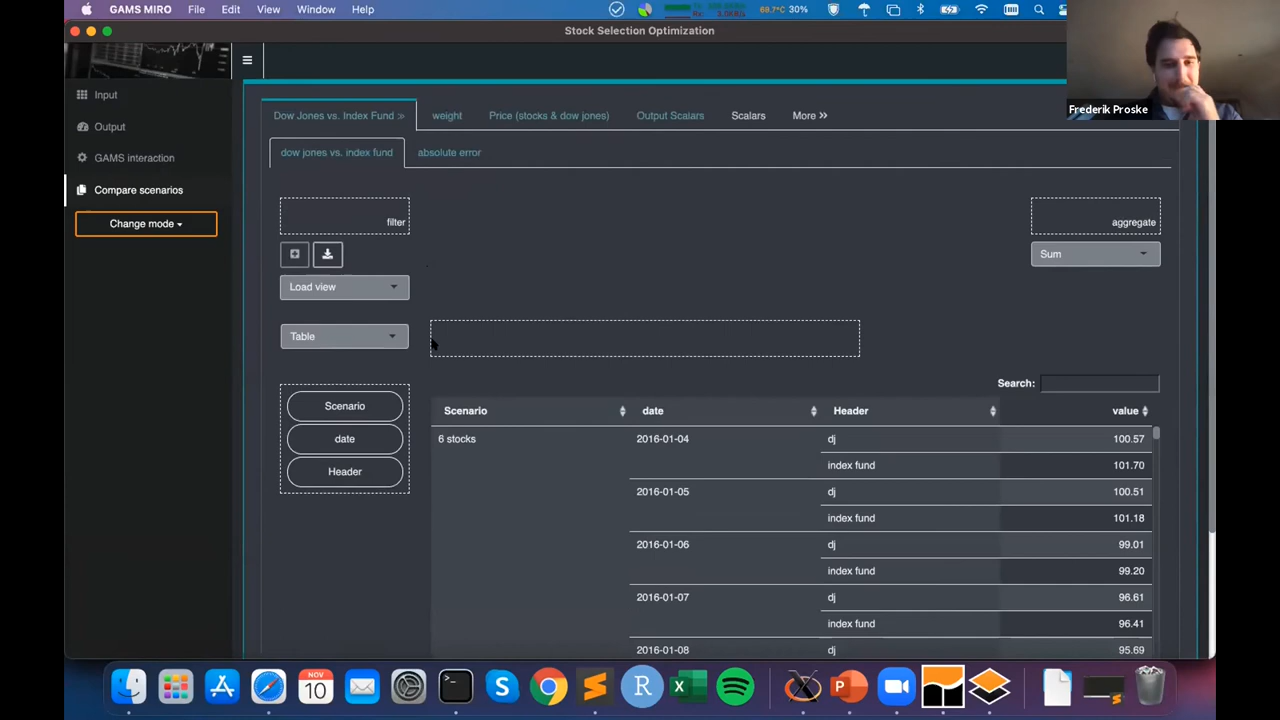 GAMS MIRO File Edit View Window Help
30%
Stock Selection Optimization
Frederik Proske
Input
Output
GAMS interaction
Compare scenarios
Change mode
Dow Jones vs. Index Fund » weight Price (stocks & dow jones) Output Scalars Scalars More »
dow jones vs. index fund absolute error
filter
aggregate
Sum
Load view
Table
Search:
Scenario
date
Header
Scenario date Header value
6 stocks 2016-01-04 dj 100.57
index fund 101.70
2016-01-05 dj 100.51
index fund 101.18
2016-01-06 dj 99.01
index fund 99.20
2016-01-07 dj 96.61
index fund 96.41
2016-01-08 dj 95.69
NOV
10